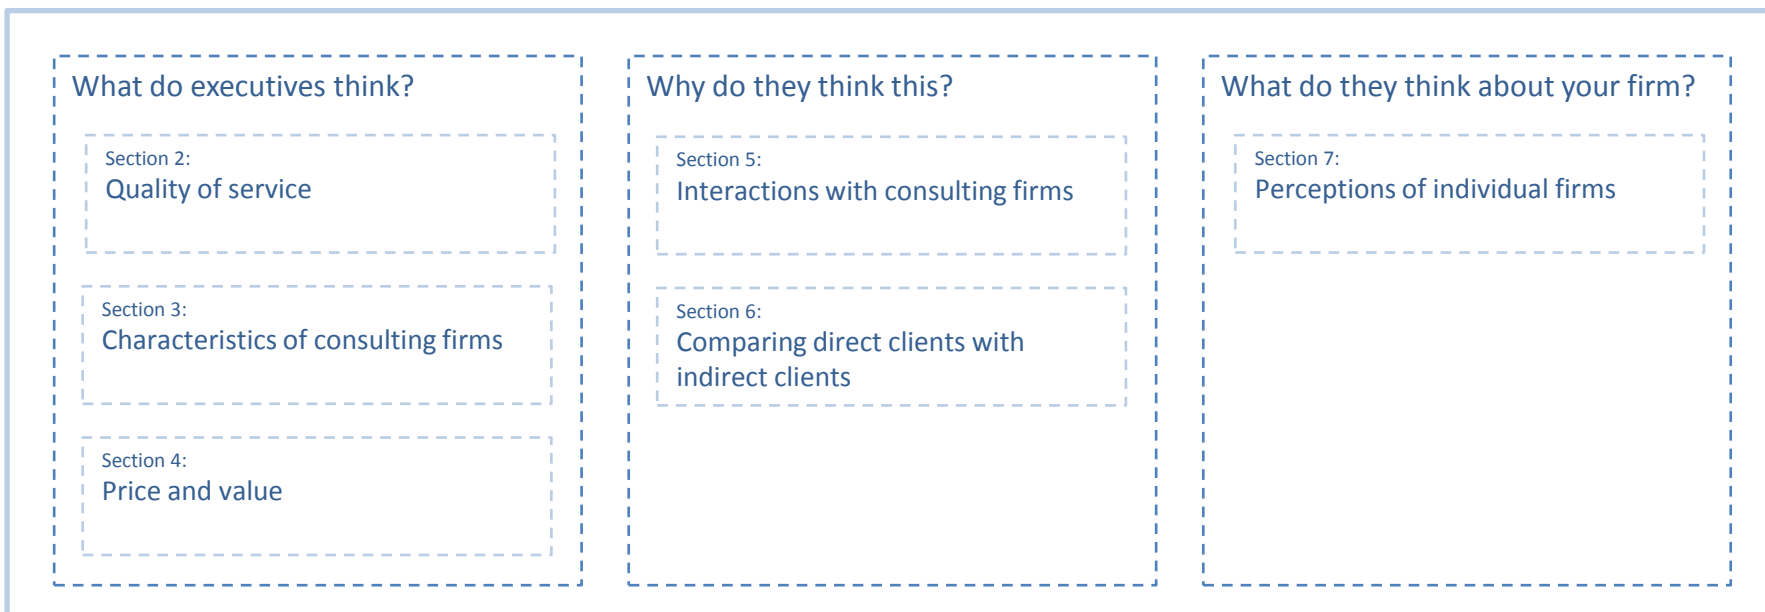 What do executives think?
Section 2:
Quality of service
Section 3:
Characteristics of consulting firms
Section 4:
Price and value
Why do they think this?
Section 5:
Interactions with consulting firms
Section 6:
Comparing direct clients with
indirect clients
What do they think about your firm?
Section 7:
Perceptions of individual firms